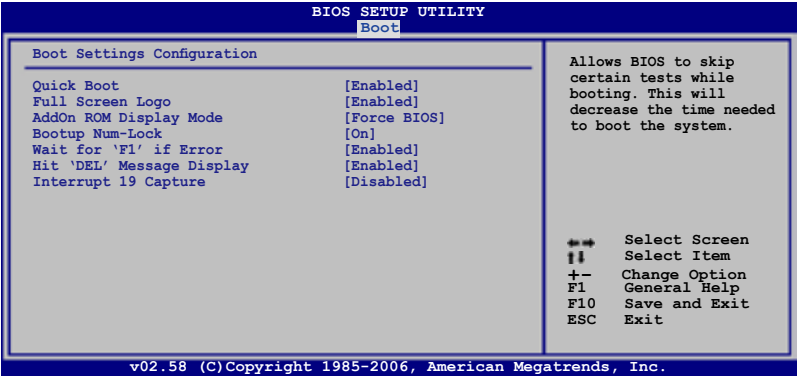 BIOS SETUP UTILITY
Boot
Boot Settings Configuration
Quick Boot [Enabled]
Full Screen Logo [Enabled]
AddOn ROM Display Mode [Force BIOS]
Bootup Num-Lock [On]
Wait for ‘F1’ if Error [Enabled]
Hit ‘DEL’ Message Display [Enabled]
Interrupt 19 Capture [Disabled]
Allows BIOS to skip
certain tests while
booting. This will
decrease the time needed
to boot the system.
Select Screen
Select Item
+- Change Option
F1 General Help
F10 Save and Exit
ESC Exit
v02.58 (C)Copyright 1985-2006, American Megatrends, Inc.